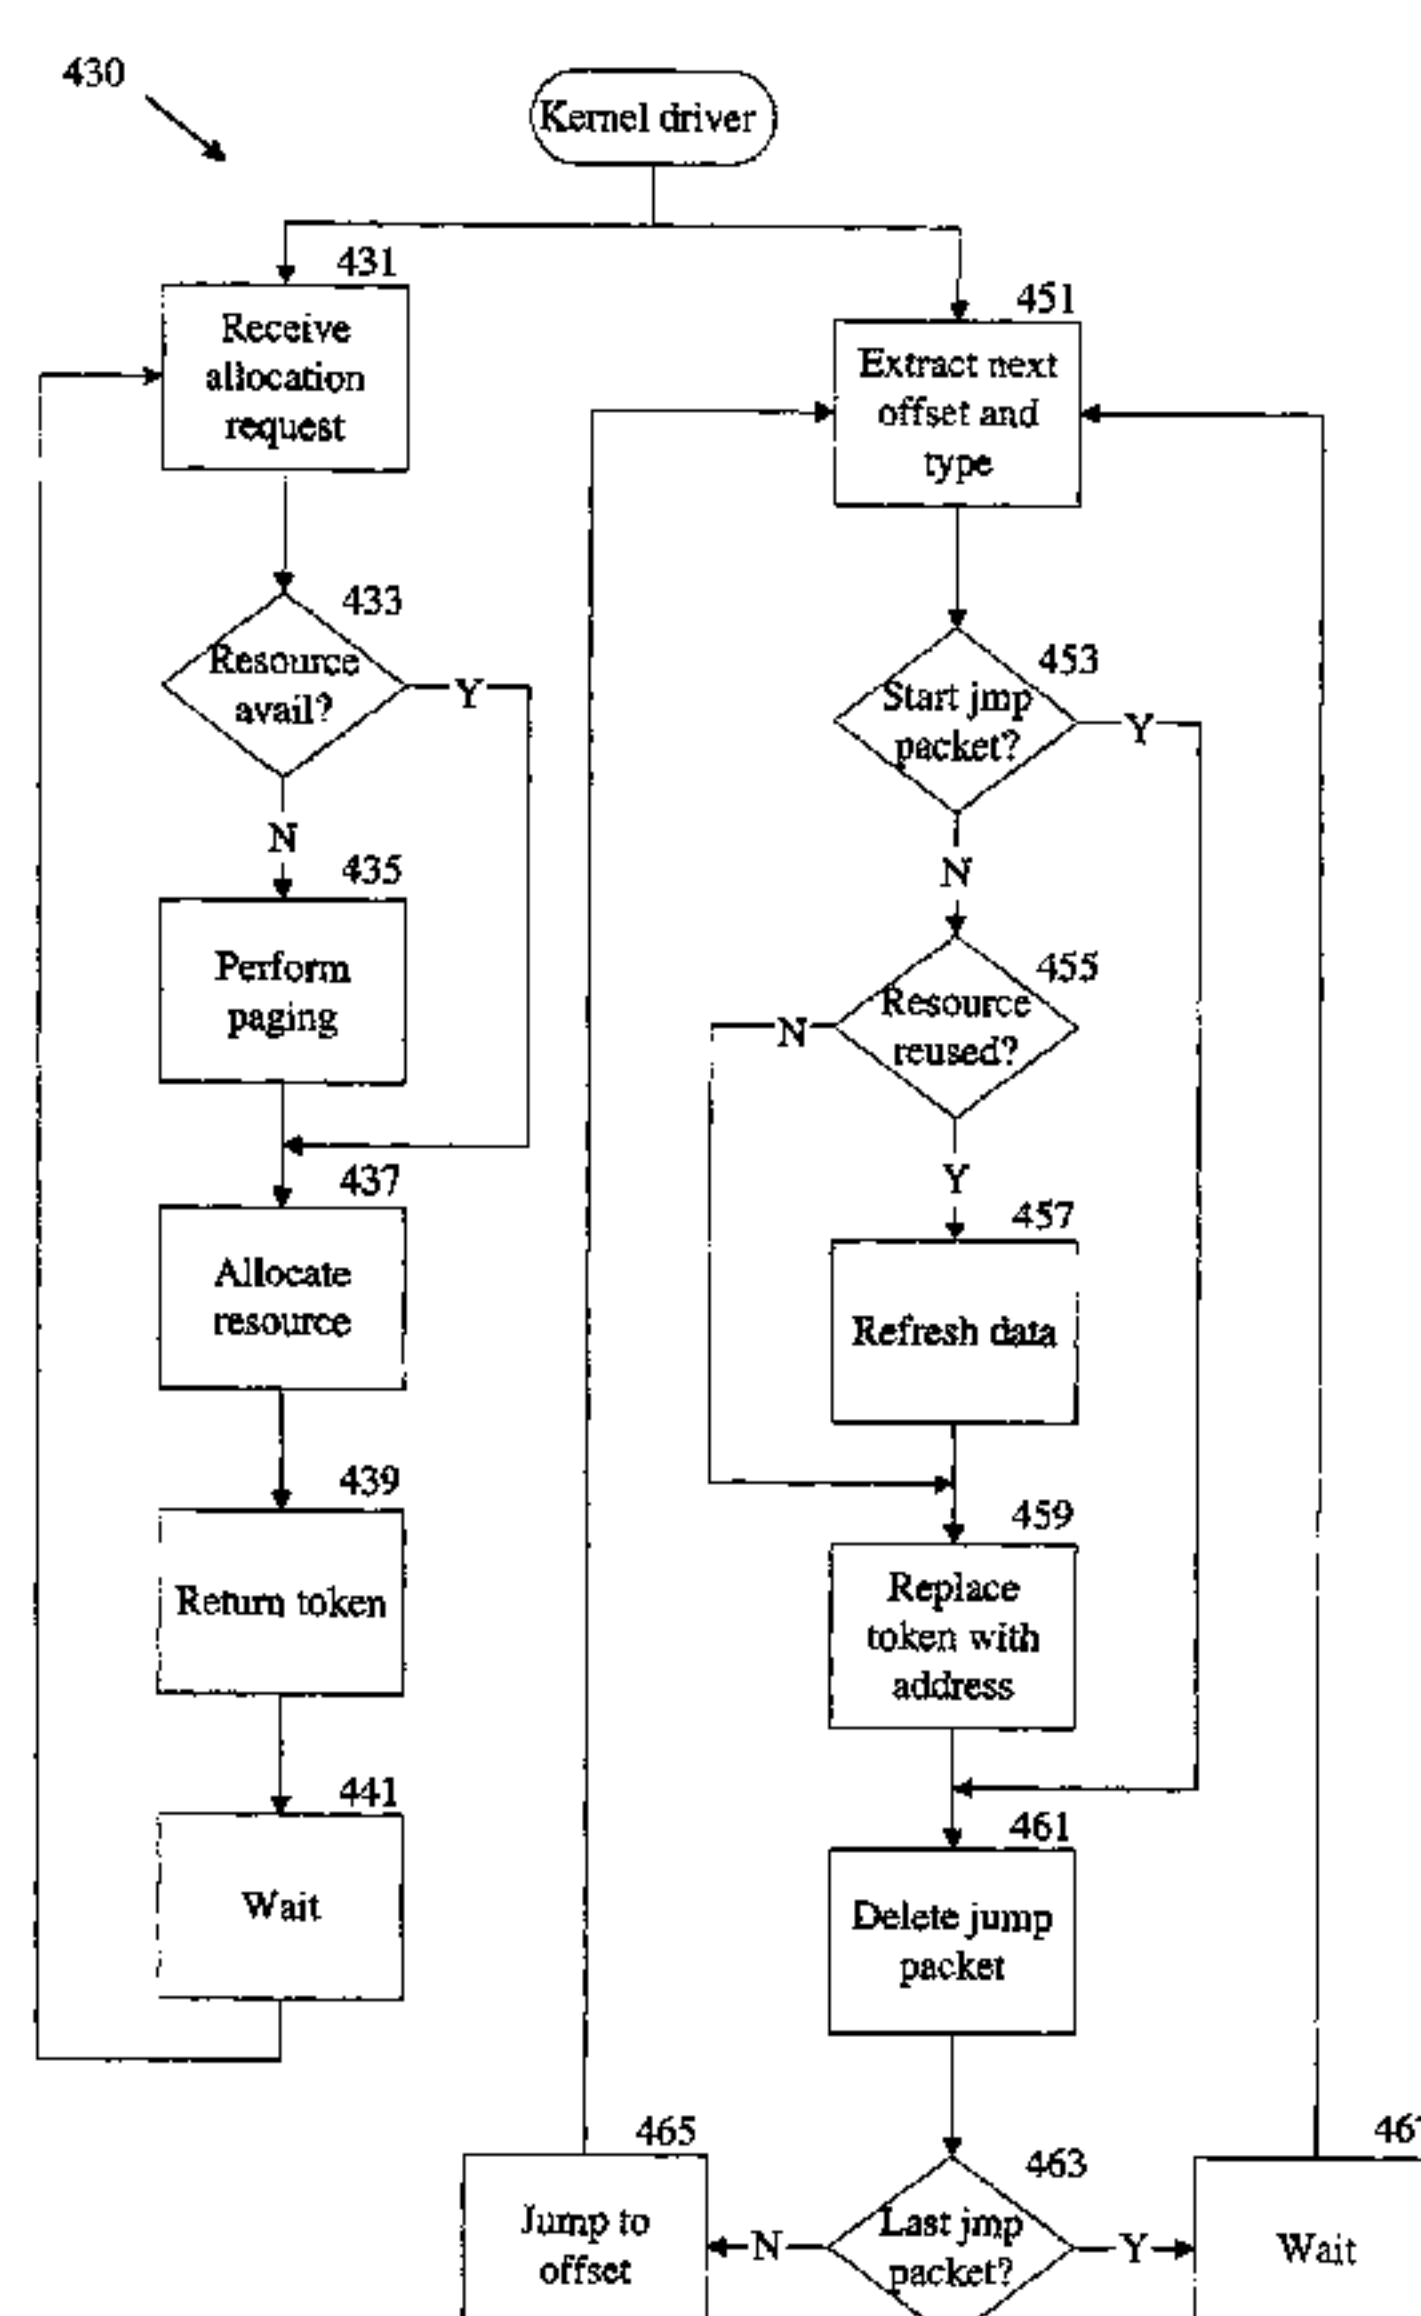 430
Kernel driver
431
Receive
allocation
request
433
Resource
avail?
Y
N
435
Perform
paging
437
Allocate
resource
439
Return token
441
Wait
451
Extract next
offset and
type
453
Start jmp
packet?
Y
N
455
Resource
reused?
N
Y
457
Refresh data
459
Replace
token with
address
461
Delete jump
packet
463
Last jmp
packet?
N
Y
465
Jump to
offset
Wait